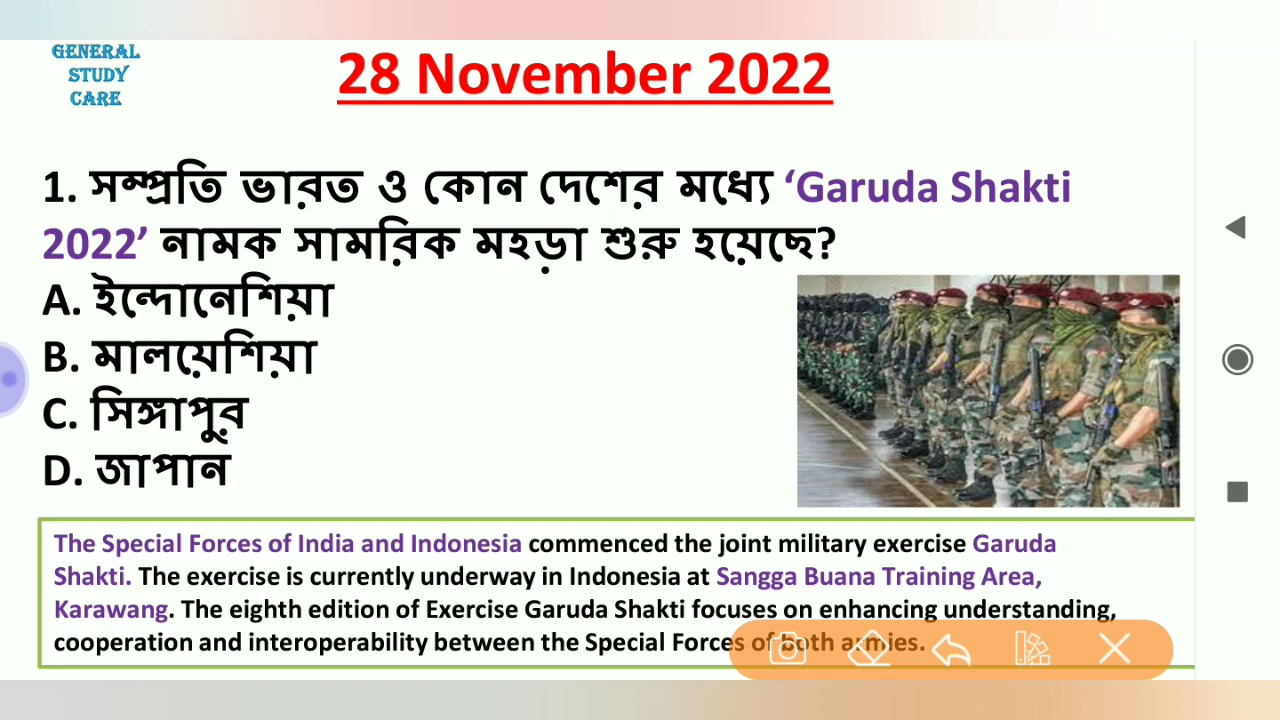 GENERAL
STUDY
CARE
28 November 2022
1. সম্প্রতি ভারত ও কোন দেশের মধ্যে ‘Garuda Shakti
2022’ নামক সামরিক মহড়া শুরু হয়েছে?
A. ইন্দোনেশিয়া
B. মালয়েশিয়া
C. সিঙ্গাপুর
D. জাপান
The Special Forces of India and Indonesia commenced the joint military exercise Garuda
Shakti. The exercise is currently underway in Indonesia at Sangga Buana Training Area,
Karawang. The eighth edition of Exercise Garuda Shakti focuses on enhancing understanding,
cooperation and interoperability between the Special Forces of both armies.